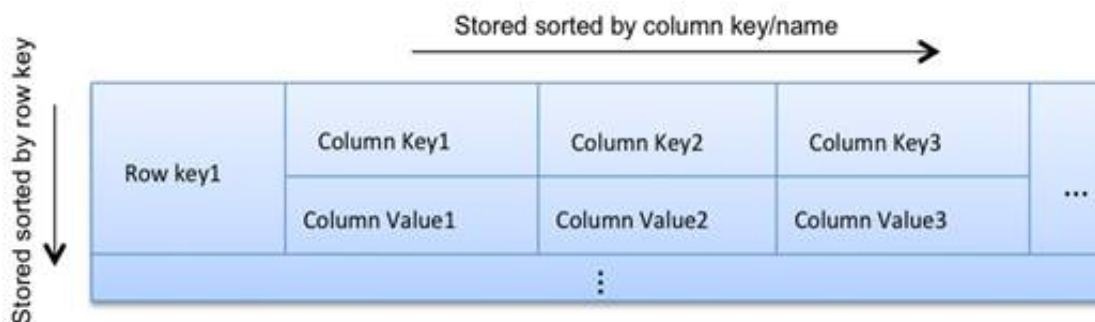 Stored sorted by column key/name
Stored sorted by row key
Row key1
Column Key1
Column Key2
Column Key3
...
Column Value1
Column Value2
Column Value3
⋮